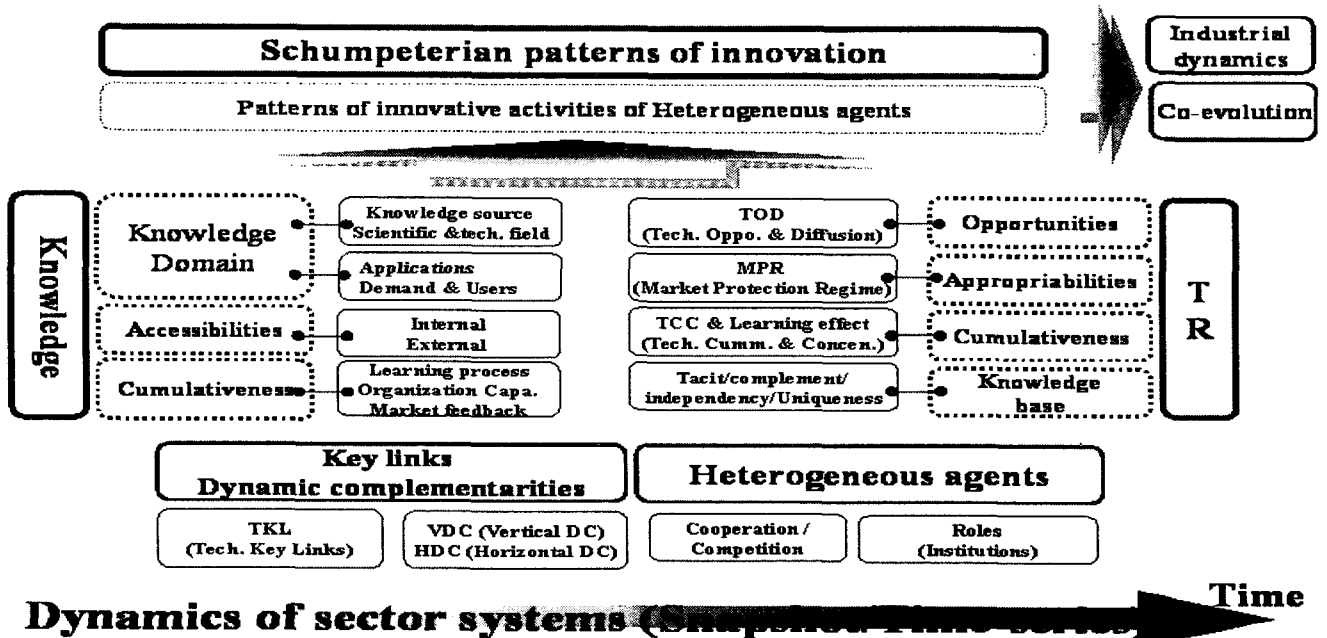 Schumpeterian patterns of innovation
Patterns of innovative activities of Heterogeneous agents
Industrial
dynamics
Co-evolution
Knowledge
Knowledge
Domain
Accessibilities
Cumulativeness
Knowledge source
Scientific &tech. field
Applications
Demand & Users
Internal
External
Learning process
Organization Capa.
Market feedback
TOD
(Tech. Oppo. & Diffusion)
MPR
(Market Protection Regime)
TCC & Learning effect
(Tech. Cumm. & Concen.)
Tacit/complement/
independency/Uniqueness
Opportunities
Appropriabilities
Cumulativeness
Knowledge
base
T
R
Key links
Dynamic complementarities
Heterogeneous agents
TKL
(Tech. Key Links)
VDC (Vertical DC)
HDC (Horizontal DC)
Cooperation /
Competition
Roles
(Institutions)
Time
Dynamics of sector systems (Snapshot/Time-series)